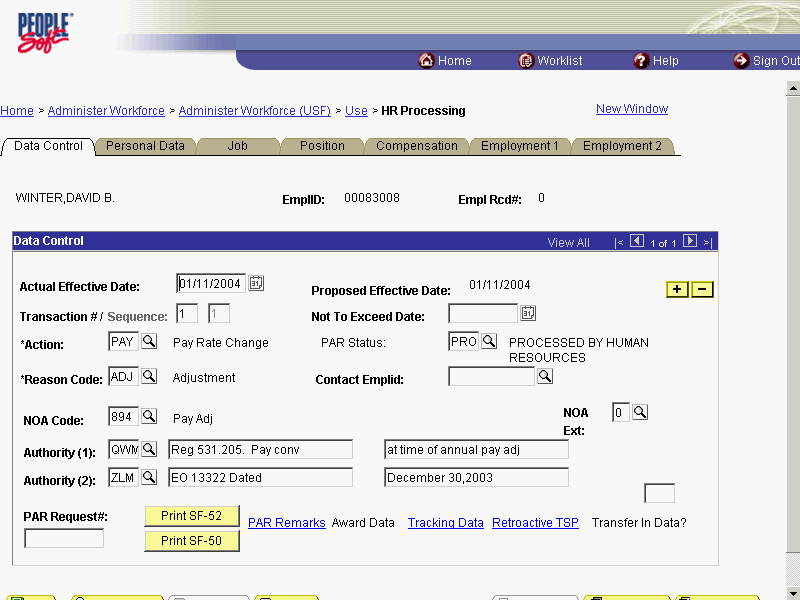 PEOPLE
Soft
Home Worklist Help Sign Out
Home > Administer Workforce > Administer Workforce (USF) > Use > HR Processing
New Window
Data Control Personal Data Job Position Compensation Employment 1 Employment 2
WINTER,DAVID B. EmplID: 00083008 Empl Rcd#: 0
Data Control View All |< 1 of 1 >|
Actual Effective Date: 01/11/2004 31 Proposed Effective Date: 01/11/2004 + −
Transaction # / Sequence: 1 1 Not To Exceed Date: 31
*Action: PAY Pay Rate Change PAR Status: PRO PROCESSED BY HUMAN
RESOURCES
*Reason Code: ADJ Adjustment Contact Emplid:
NOA Code: 894 Pay Adj NOA
Ext: 0
Authority (1): QWM Reg 531.205. Pay conv at time of annual pay adj
Authority (2): ZLM EO 13322 Dated December 30,2003
PAR Request#: Print SF-52 PAR Remarks Award Data Tracking Data Retroactive TSP Transfer In Data?
Print SF-50